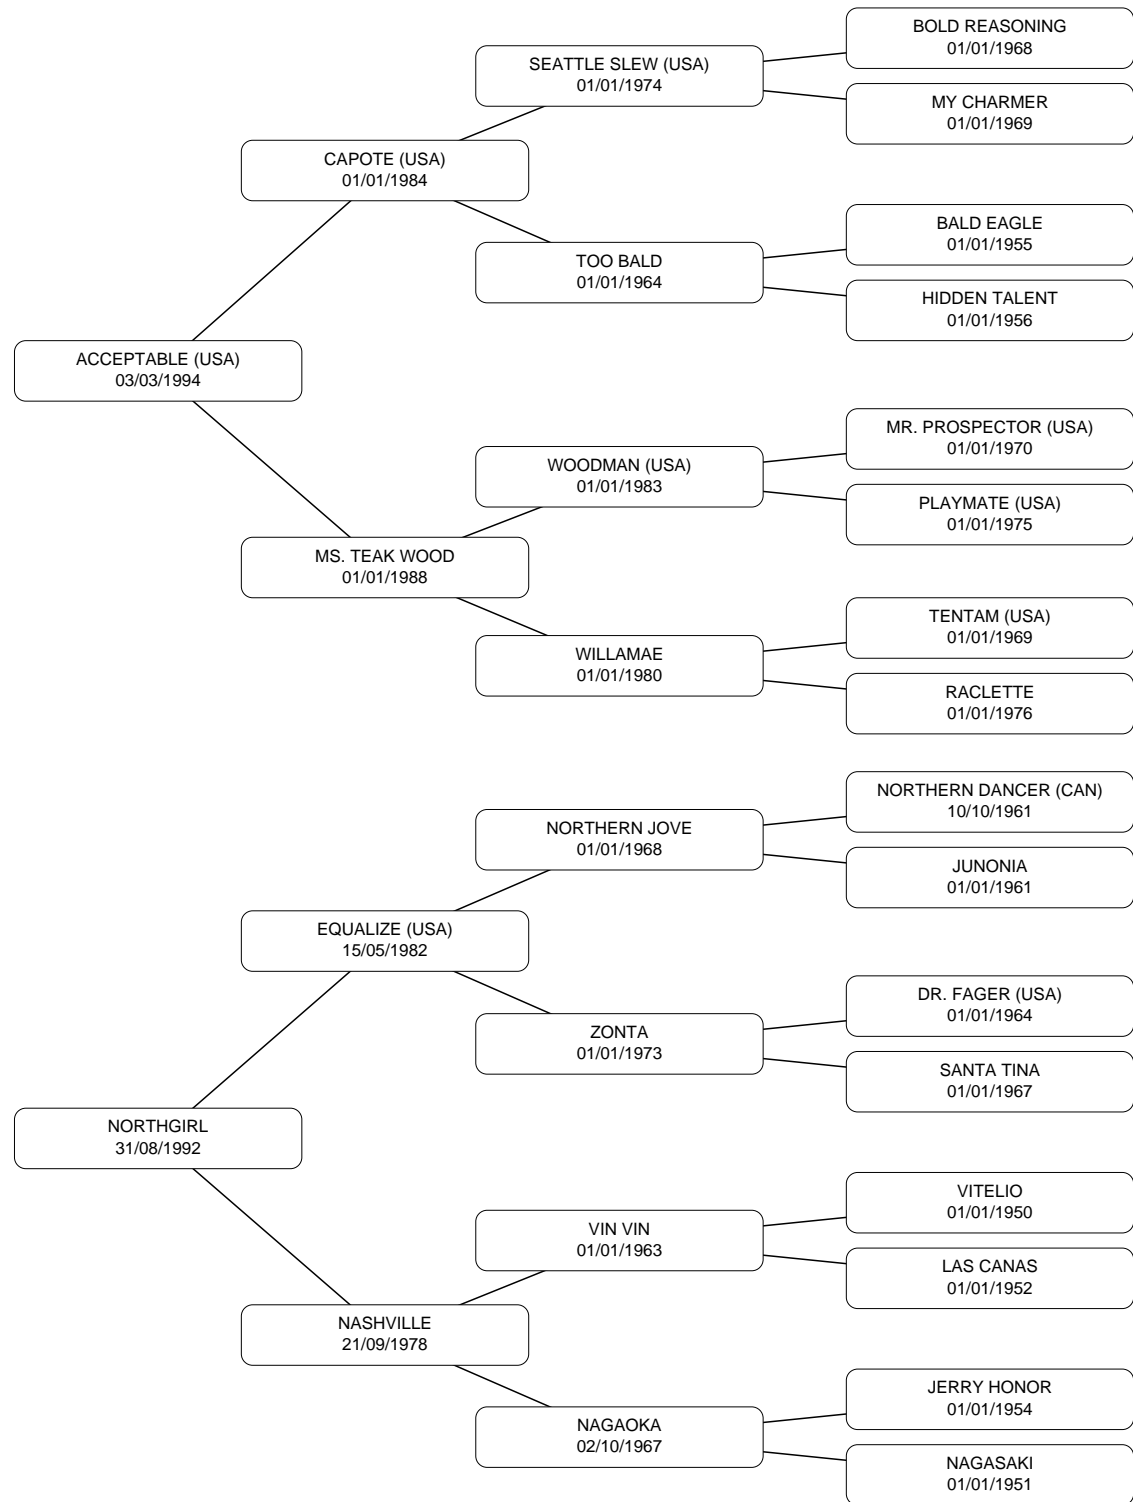 BOLD REASONING
01/01/1968
SEATTLE SLEW (USA)
01/01/1974
MY CHARMER
01/01/1969
CAPOTE (USA)
01/01/1984
BALD EAGLE
01/01/1955
TOO BALD
01/01/1964
HIDDEN TALENT
01/01/1956
ACCEPTABLE (USA)
03/03/1994
MR. PROSPECTOR (USA)
01/01/1970
WOODMAN (USA)
01/01/1983
PLAYMATE (USA)
01/01/1975
MS. TEAK WOOD
01/01/1988
TENTAM (USA)
01/01/1969
WILLAMAE
01/01/1980
RACLETTE
01/01/1976
NORTHERN DANCER (CAN)
10/10/1961
NORTHERN JOVE
01/01/1968
JUNONIA
01/01/1961
EQUALIZE (USA)
15/05/1982
DR. FAGER (USA)
01/01/1964
ZONTA
01/01/1973
SANTA TINA
01/01/1967
NORTHGIRL
31/08/1992
VITELIO
01/01/1950
VIN VIN
01/01/1963
LAS CANAS
01/01/1952
NASHVILLE
21/09/1978
JERRY HONOR
01/01/1954
NAGAOKA
02/10/1967
NAGASAKI
01/01/1951